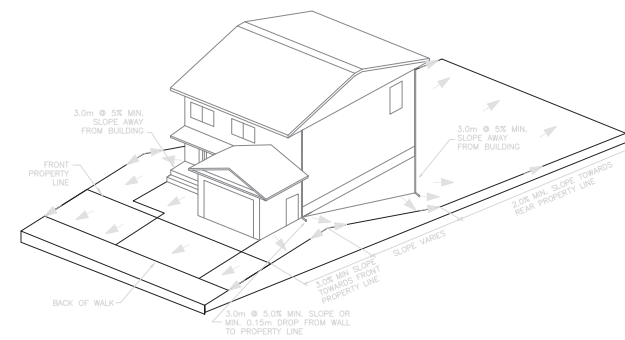 3.0m @ 5% MIN.
SLOPE AWAY
FROM BUILDING
FRONT
PROPERTY
LINE
3.0m @ 5% MIN.
SLOPE AWAY
FROM BUILDING
2.0% MIN. SLOPE TOWARDS
REAR PROPERTY LINE
SLOPE VARIES
3.0% MIN SLOPE
TOWARDS FRONT
PROPERTY LINE
BACK OF WALK
3.0m @ 5.0% MIN. SLOPE OR
MIN. 0.15m DROP FROM WALL
TO PROPERTY LINE